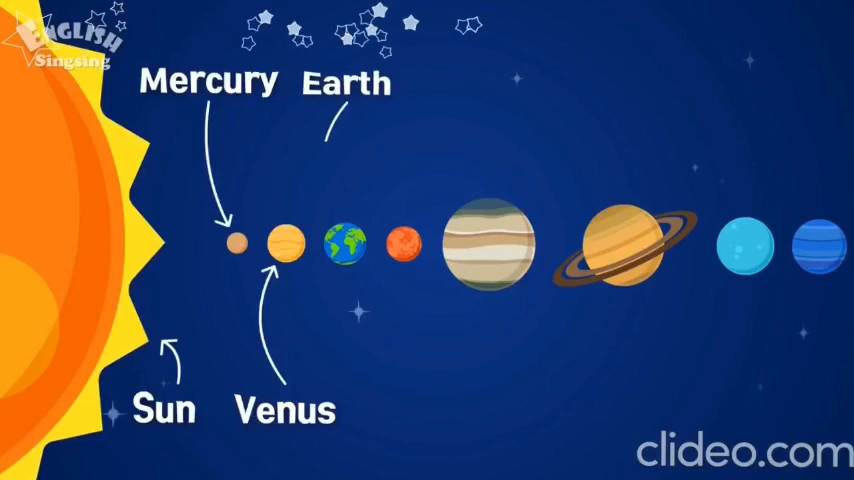 ENGLISH
Singsing
Mercury
Earth
Sun
Venus
clideo.com